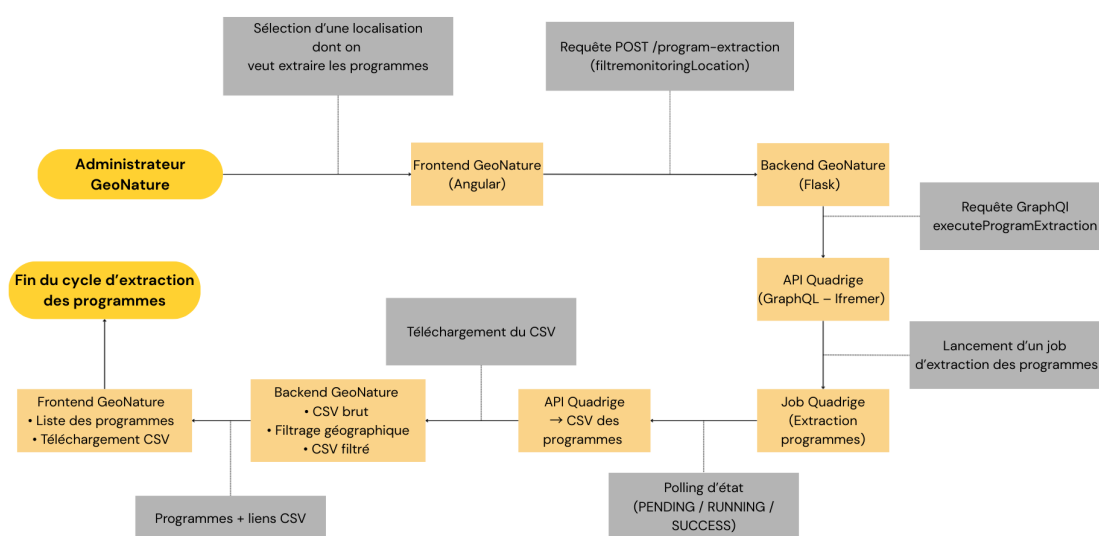 Sélection d'une localisation
dont on
veut extraire les programmes
Requête POST /program-extraction
(filtremonitoringLocation)
Administrateur
GeoNature
Frontend GeoNature
(Angular)
Backend GeoNature
(Flask)
Requête GraphQl
executeProgramExtraction
API Quadrige
(GraphQL – Ifremer)
Lancement d'un job
d'extraction des programmes
Job Quadrige
(Extraction
programmes)
Polling d'état
(PENDING / RUNNING /
SUCCESS)
API Quadrige
→ CSV des
programmes
Téléchargement du CSV
Backend GeoNature
• CSV brut
• Filtrage géographique
• CSV filtré
Programmes + liens CSV
Frontend GeoNature
• Liste des programmes
• Téléchargement CSV
Fin du cycle d'extraction
des programmes